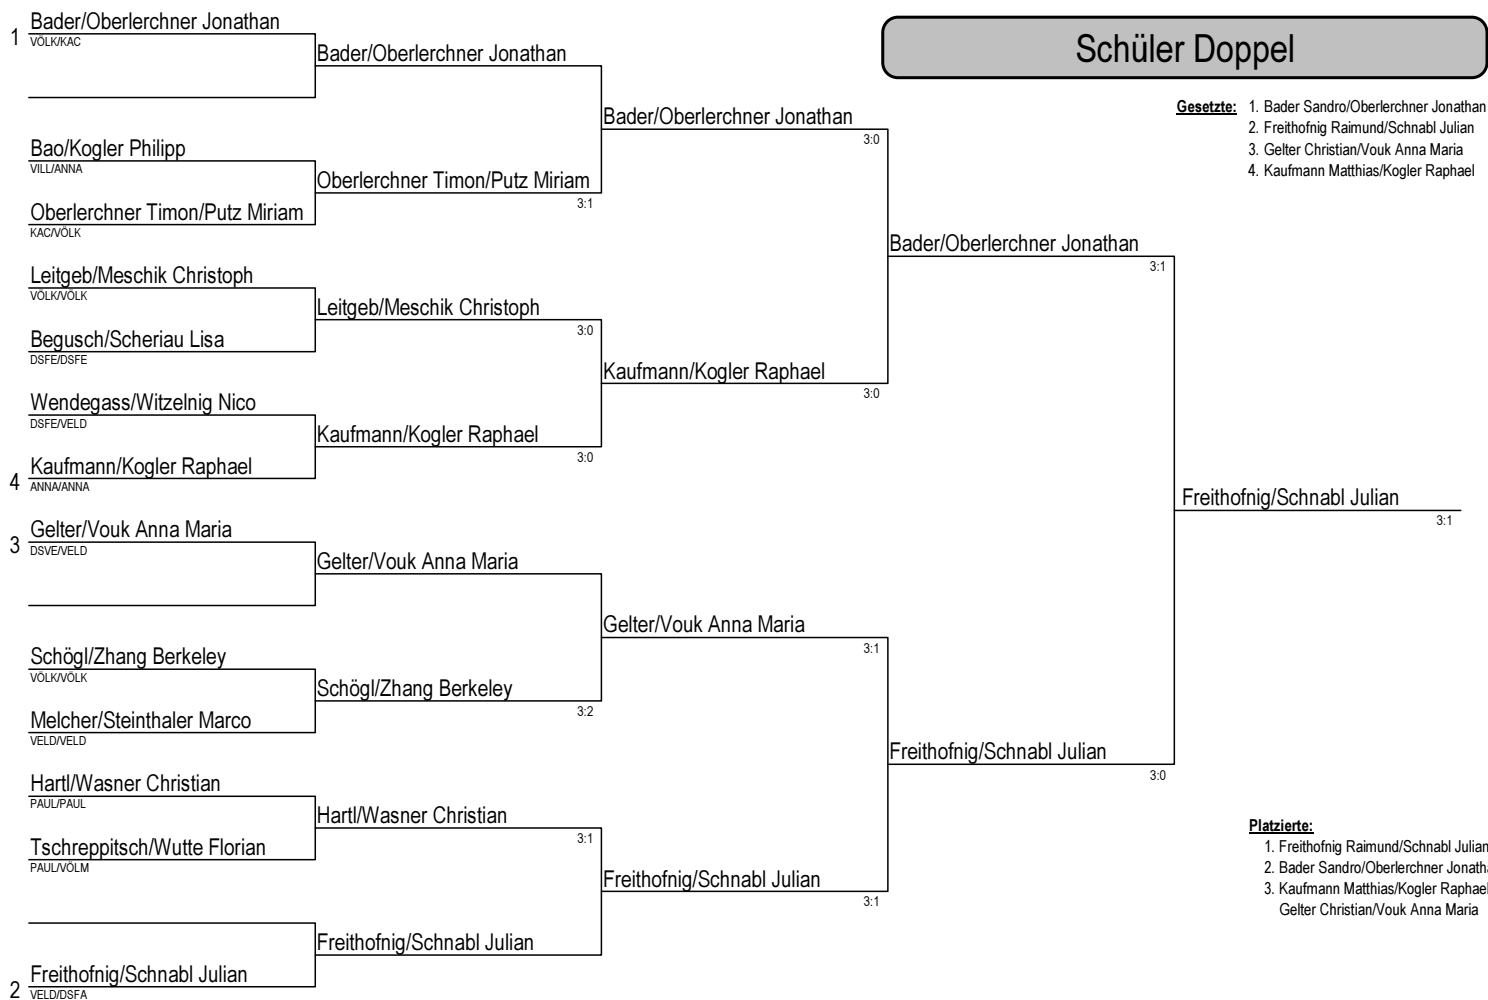 Schüler Doppel
Gesetzte: 1. Bader Sandro/Oberlerchner Jonathan
2. Freithofnig Raimund/Schnabl Julian
3. Gelter Christian/Vouk Anna Maria
4. Kaufmann Matthias/Kogler Raphael
1 Bader/Oberlerchner Jonathan
VÖLK/KAC
Bao/Kogler Philipp
VILL/ANNA
Oberlerchner Timon/Putz Miriam
KAC/VÖLK
Leitgeb/Meschik Christoph
VÖLK/VÖLK
Begusch/Scheriau Lisa
DSFE/DSFE
Wendegass/Witzelnig Nico
DSFE/VELD
4 Kaufmann/Kogler Raphael
ANNA/ANNA
3 Gelter/Vouk Anna Maria
DSVE/VELD
Schögl/Zhang Berkeley
VÖLK/VÖLK
Melcher/Steinthaler Marco
VELD/VELD
Hartl/Wasner Christian
PAUL/PAUL
Tschreppitsch/Wutte Florian
PAUL/VÖLM
2 Freithofnig/Schnabl Julian
VELD/DSFA
Bader/Oberlerchner Jonathan
Oberlerchner Timon/Putz Miriam
3:1
Leitgeb/Meschik Christoph
3:0
Kaufmann/Kogler Raphael
3:0
Gelter/Vouk Anna Maria
Schögl/Zhang Berkeley
3:2
Hartl/Wasner Christian
3:1
Freithofnig/Schnabl Julian
Bader/Oberlerchner Jonathan
3:0
Kaufmann/Kogler Raphael
3:0
Gelter/Vouk Anna Maria
3:1
Freithofnig/Schnabl Julian
3:1
Bader/Oberlerchner Jonathan
3:1
Freithofnig/Schnabl Julian
3:0
Freithofnig/Schnabl Julian
3:1
Platzierte:
1. Freithofnig Raimund/Schnabl Julian
2. Bader Sandro/Oberlerchner Jonatha
3. Kaufmann Matthias/Kogler Raphael
Gelter Christian/Vouk Anna Maria